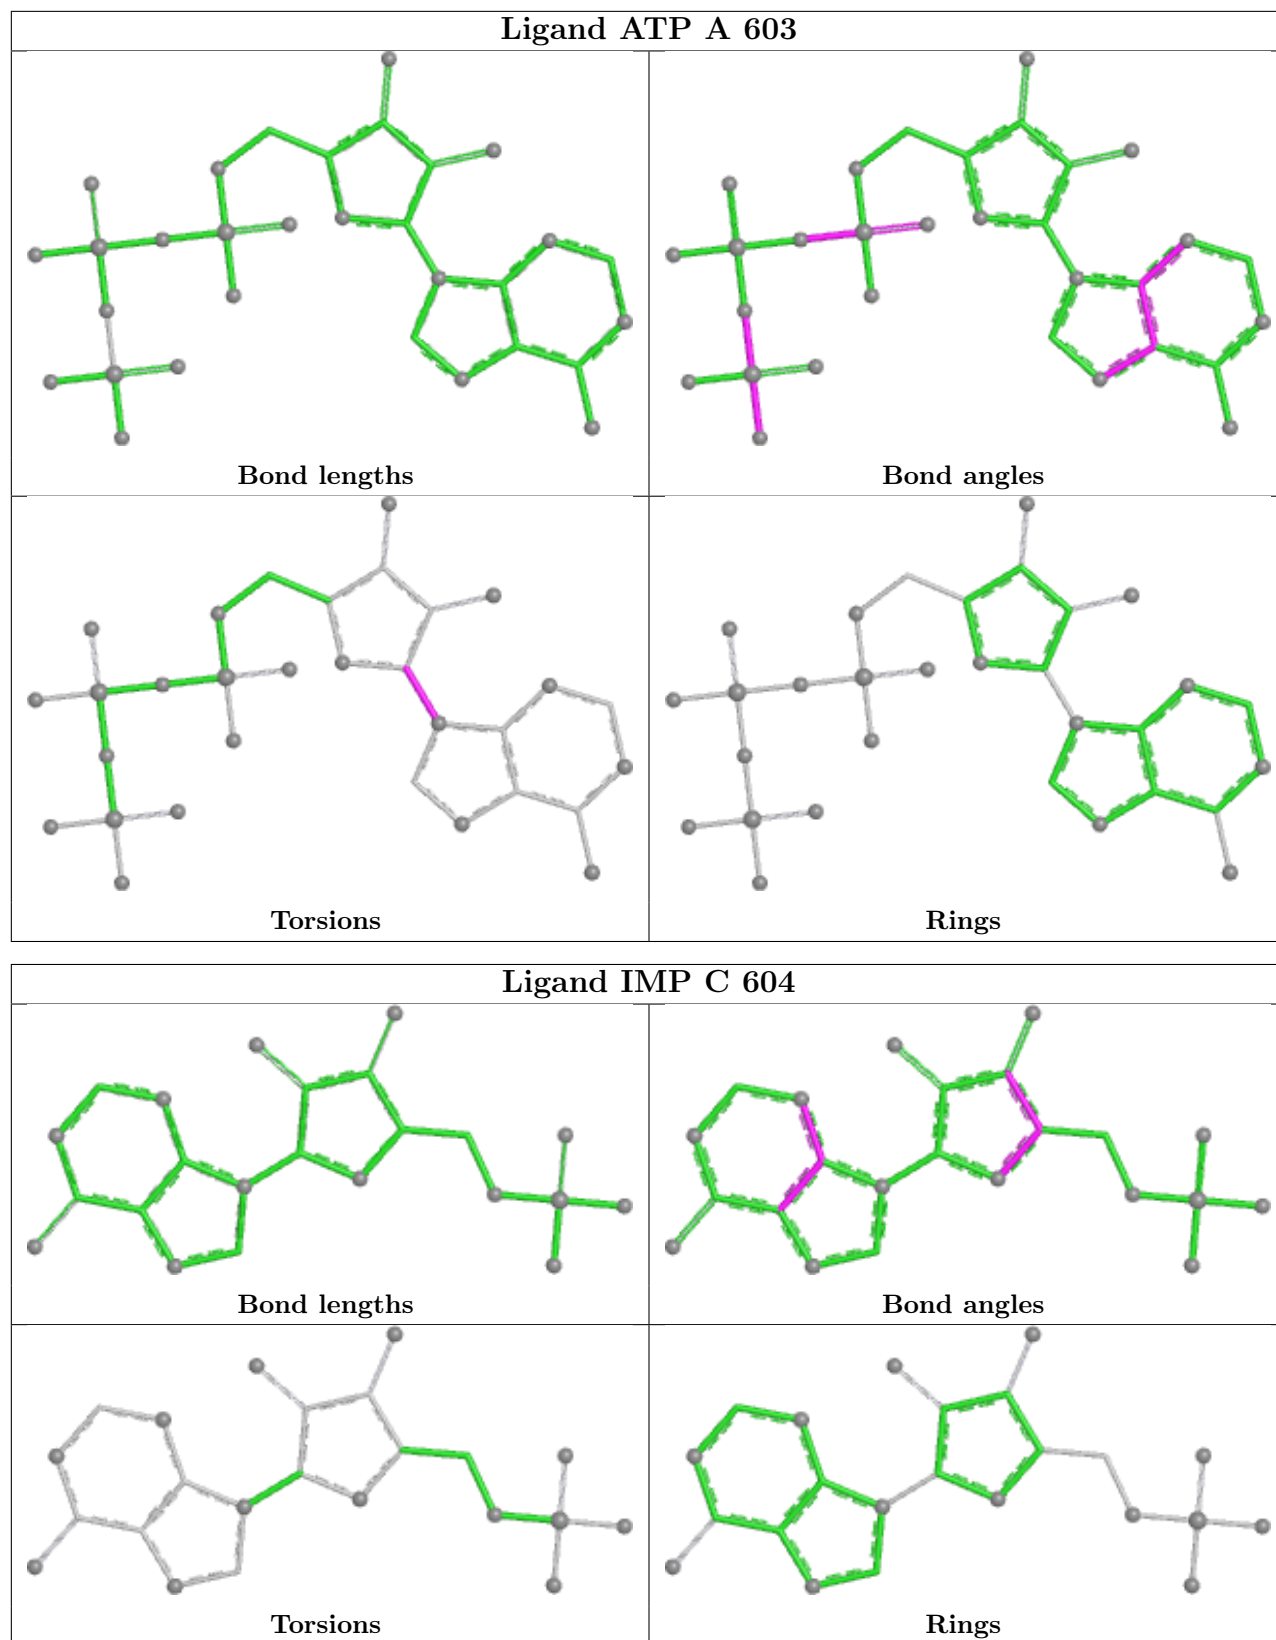 Ligand ATP A 603
Bond lengths
Bond angles
Torsions
Rings
Ligand IMP C 604
Bond lengths
Bond angles
Torsions
Rings